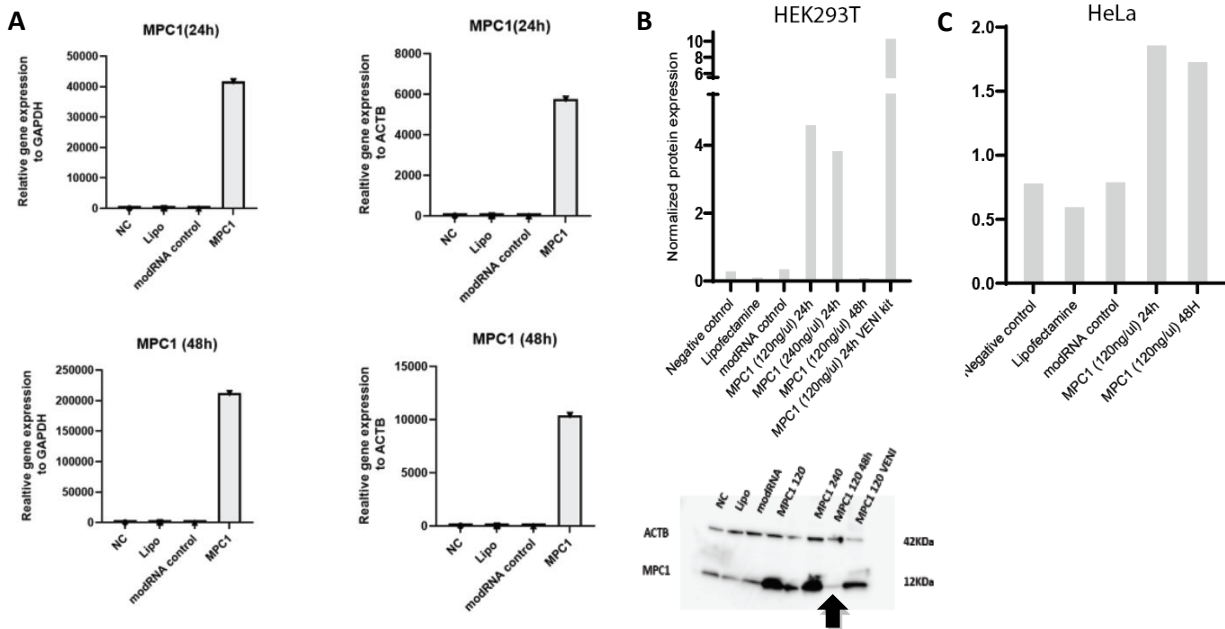 A
MPC1(24h)
Relative gene expression
to GAPDH
50000
40000
30000
20000
10000
0
NC
Lipo
modRNA control
MPC1
MPC1(24h)
Realtive gene expression
to ACTB
8000
6000
4000
2000
0
NC
Lipo
modRNA control
MPC1
MPC1 (48h)
Realtive gene expression
to GAPDH
250000
200000
150000
100000
50000
0
NC
Lipo
modRNA control
MPC1
MPC1 (48h)
Realtive gene expression
to ACTB
15000
10000
5000
0
NC
Lipo
modRNA control
MPC1
B
HEK293T
Normalized protein expression
10
8
6
4
2
0
Negative cotnrol
Lipofectamine
modRNA cotnrol
MPC1 (120ng/ul) 24h
MPC1 (240ng/ul) 24h
MPC1 (120ng/ul) 48h
MPC1 (120ng/ul) 24h VENI kit
NC
Lipo
modRNA
MPC1 120
MPC1 240
MPC1 120 48h
MPC1 120 VENI
ACTB
42KDa
MPC1
12KDa
C
HeLa
2.0
1.5
1.0
0.5
0.0
Negative control
Lipofectamine
modRNA control
MPC1 (120ng/ul) 24h
MPC1 (120ng/ul) 48H